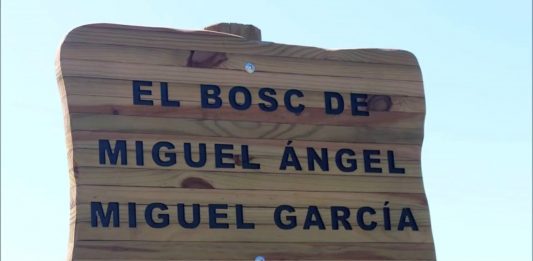 EL BOSC DE
MIGUEL ÁNGEL
MIGUEL GARCÍA